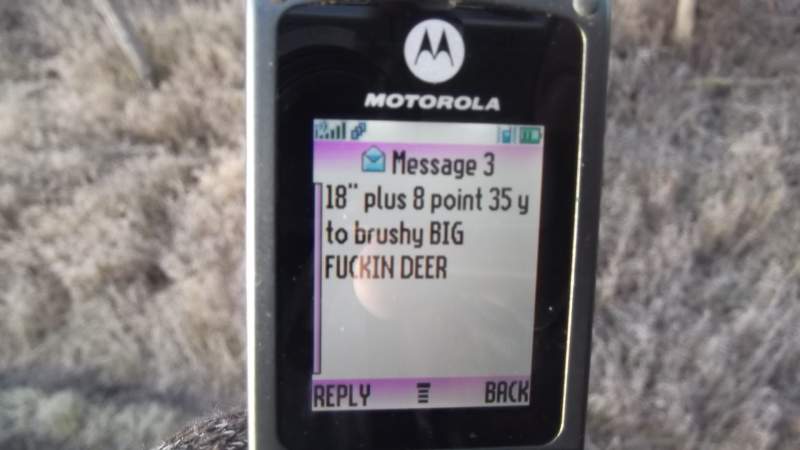 MOTOROLA
Message 3
18" plus 8 point 35 y
to brushy BIG
FUCKIN DEER
REPLY
BACK